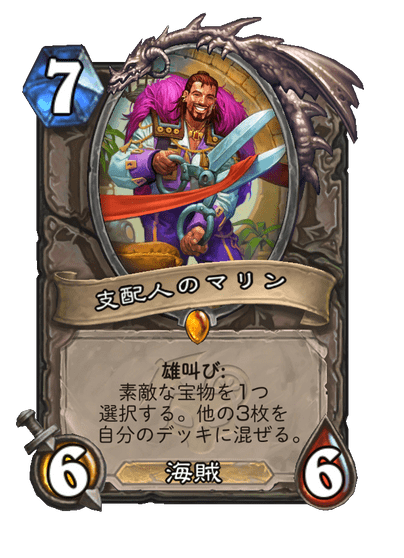 7
支配人のマリン
雄叫び:
素敵な宝物を1つ
選択する。他の3枚を
自分のデッキに混ぜる。
6
海賊
6